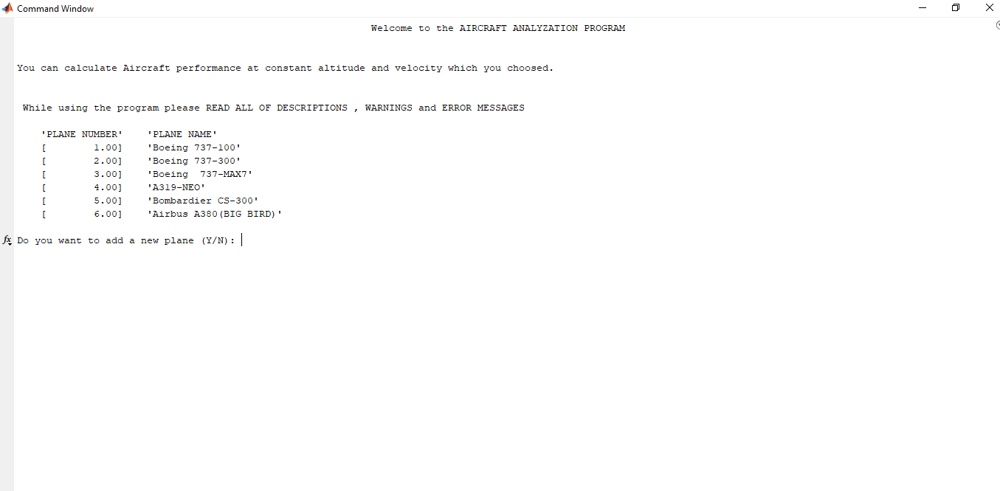 Command Window
Welcome to the AIRCRAFT ANALYZATION PROGRAM
You can calculate Aircraft performance at constant altitude and velocity which you choosed.
While using the program please READ ALL OF DESCRIPTIONS , WARNINGS and ERROR MESSAGES
'PLANE NUMBER' 'PLANE NAME'
[ 1.00] 'Boeing 737-100'
[ 2.00] 'Boeing 737-300'
[ 3.00] 'Boeing  737-MAX7'
[ 4.00] 'A319-NEO'
[ 5.00] 'Bombardier CS-300'
[ 6.00] 'Airbus A380(BIG BIRD)'
fx Do you want to add a new plane (Y/N):